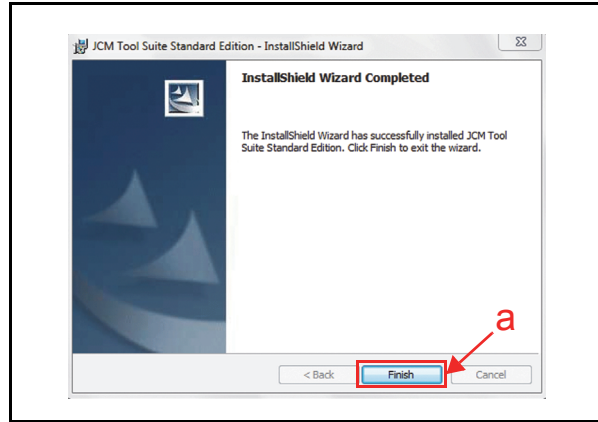 JCM Tool Suite Standard Edition - InstallShield Wizard
InstallShield Wizard Completed
The InstallShield Wizard has successfully installed JCM Tool
Suite Standard Edition. Click Finish to exit the wizard.
a
< Back Finish Cancel